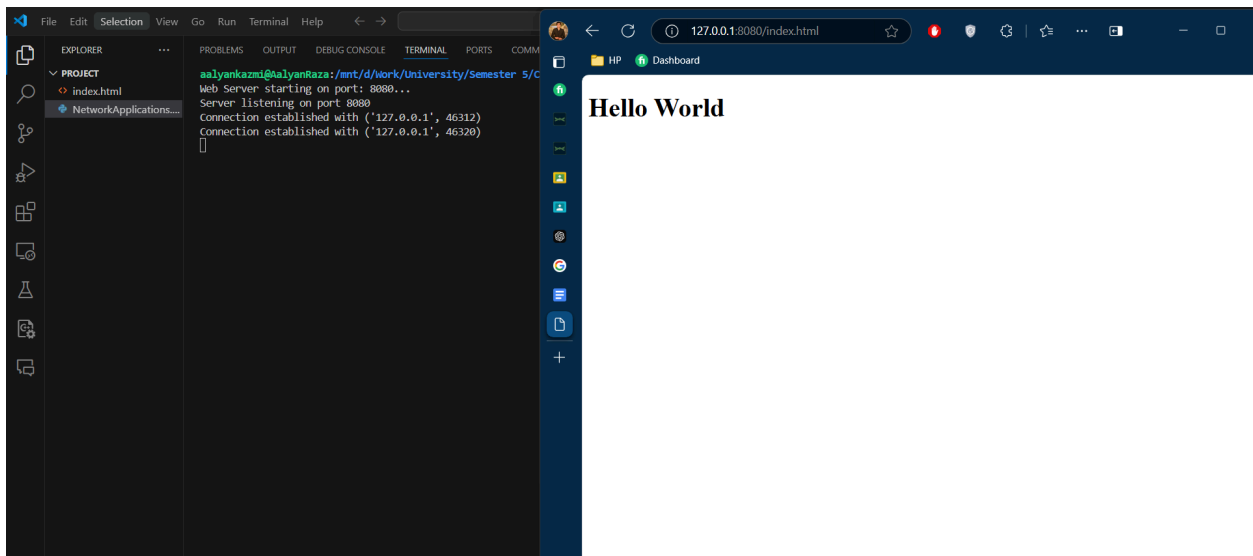 File Edit Selection View Go Run Terminal Help
EXPLORER ...
PROJECT
index.html
NetworkApplications....
PROBLEMS OUTPUT DEBUG CONSOLE TERMINAL PORTS COMM
aalyankazmi@AalyanRaza:/mnt/d/Work/University/Semester 5/C
Web Server starting on port: 8080...
Server listening on port 8080
Connection established with ('127.0.0.1', 46312)
Connection established with ('127.0.0.1', 46320)
127.0.0.1:8080/index.html
HP Dashboard
Hello World